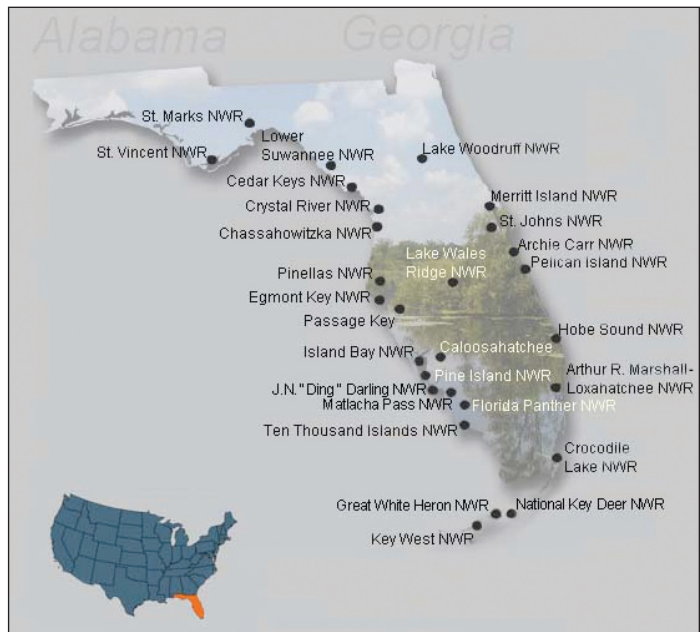 Alabama
Georgia
St. Marks NWR
Lower
Suwannee NWR
St. Vincent NWR
Lake Woodruff NWR
Cedar Keys NWR
Merritt Island NWR
Crystal River NWR
St. Johns NWR
Chassahowitzka NWR
Archie Carr NWR
Lake Wales
Ridge NWR
Pelican Island NWR
Pinellas NWR
Egmont Key NWR
Passage Key
Hobe Sound NWR
Island Bay NWR
Caloosahatchee
Pine Island NWR
Arthur R. Marshall-
Loxahatchee NWR
J.N."Ding" Darling NWR
Matlacha Pass NWR
Florida Panther NWR
Ten Thousand Islands NWR
Crocodile
Lake NWR
Great White Heron NWR
National Key Deer NWR
Key West NWR